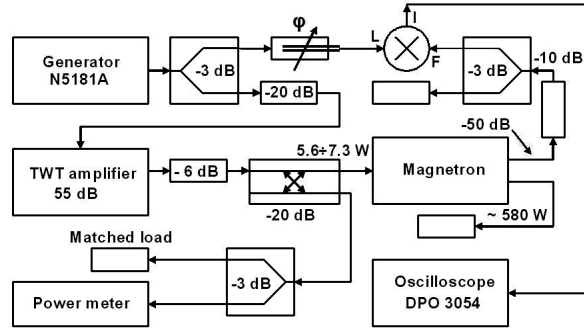 φ
I
L
F
Generator
N5181A
-3 dB
-20 dB
-3 dB
-10 dB
-50 dB
5.6÷7.3 W
TWT amplifier
55 dB
- 6 dB
-20 dB
Magnetron
~ 580 W
Matched load
-3 dB
Power meter
Oscilloscope
DPO 3054